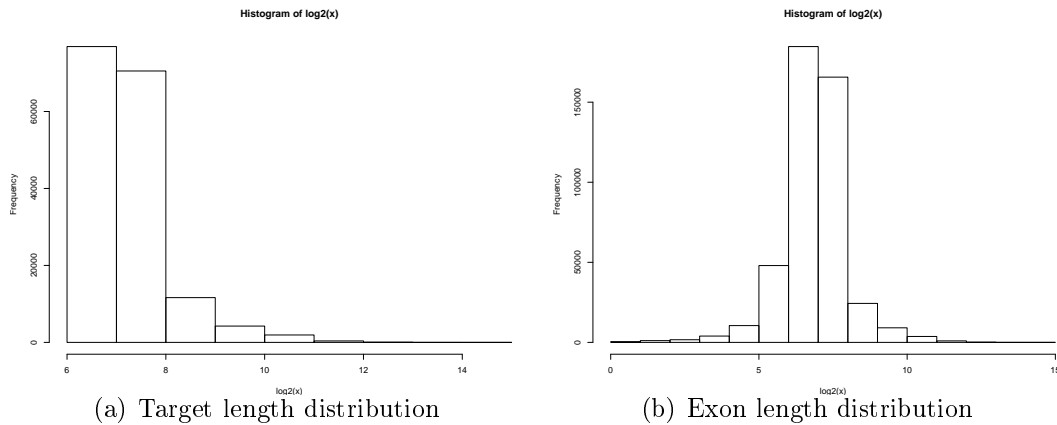 Histogram of log2(x)
Frequency
0
20000
40000
60000
6 8 10 12 14
log2(x)
(a) Target length distribution
Histogram of log2(x)
Frequency
0
50000
100000
150000
0 5 10 15
log2(x)
(b) Exon length distribution